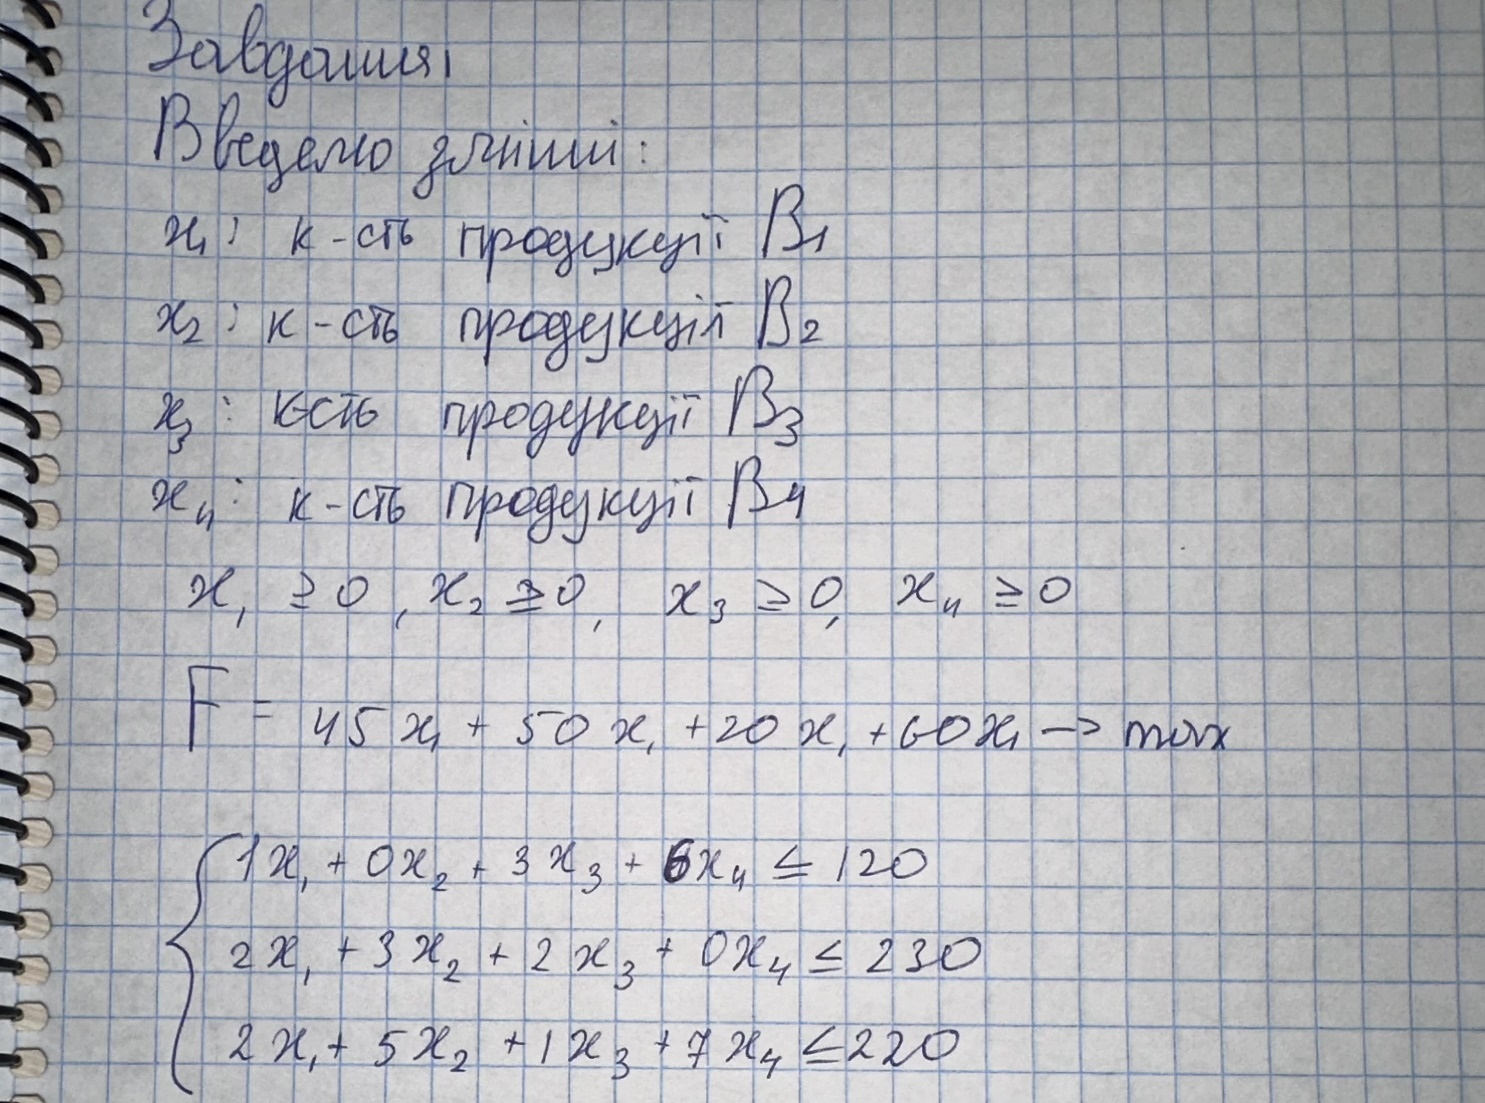 Завдання 1
Введемо змінні:
x₁: к-сть продукції B₁
x₂: к-сть продукції B₂
x₃: к-сть продукції B₃
x₄: к-сть продукції B₄
x₁ ≥ 0, x₂ ≥ 0, x₃ ≥ 0, x₄ ≥ 0
F = 45x₁ + 50x₁ + 20x₁ + 60x₁ → max
1x₁ + 0x₂ + 3x₃ + 6x₄ ≤ 120
2x₁ + 3x₂ + 2x₃ + 0x₄ ≤ 230
2x₁ + 5x₂ + 1x₃ + 7x₄ ≤ 220